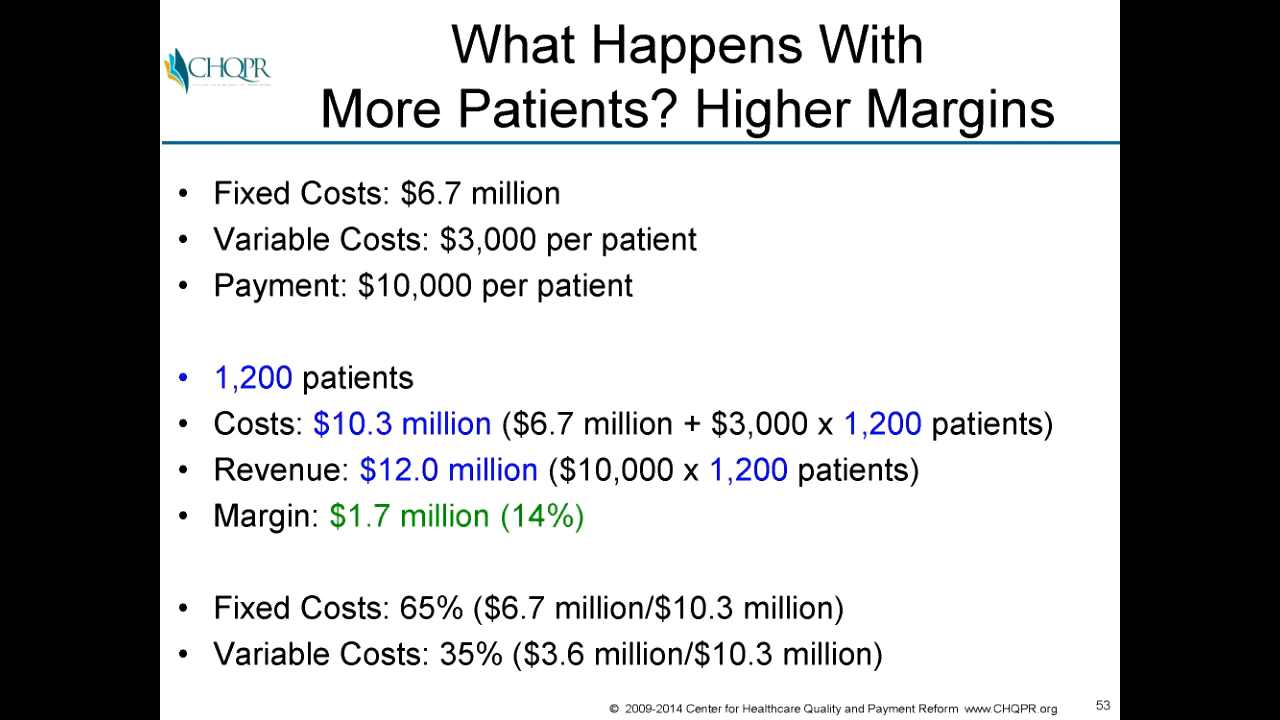 What Happens With
More Patients? Higher Margins
CHQPR
• Fixed Costs: $6.7 million
• Variable Costs: $3,000 per patient
• Payment: $10,000 per patient
• 1,200 patients
• Costs: $10.3 million ($6.7 million + $3,000 x 1,200 patients)
• Revenue: $12.0 million ($10,000 x 1,200 patients)
• Margin: $1.7 million (14%)
• Fixed Costs: 65% ($6.7 million/$10.3 million)
• Variable Costs: 35% ($3.6 million/$10.3 million)
© 2009-2014 Center for Healthcare Quality and Payment Reform www.CHQPR.org
53